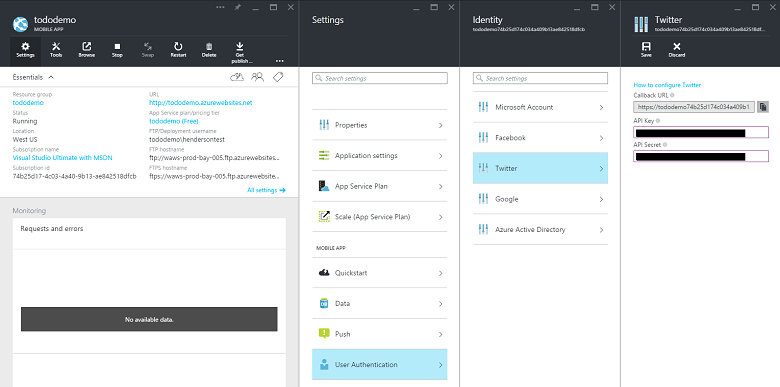 tododemo
MOBILE APP
Settings
Tools
Browse
Stop
Swap
Restart
Delete
Get
publish ...
Essentials
Resource group
tododemo
URL
http://tododemo.azurewebsites.net
Status
Running
App Service plan/pricing tier
tododemo (Free)
Location
West US
FTP/Deployment username
tododemo\hendersontest
Subscription name
Visual Studio Ultimate with MSDN
FTP hostname
ftp://waws-prod-bay-005.ftp.azurewebsites...
Subscription id
74b25d17-4c03-4a40-9b13-ae842518dfcb
FTPS hostname
ftps://waws-prod-bay-005.ftp.azurewebsites...
All settings
Monitoring
Requests and errors
No available data.
Settings
Search settings
Properties
Application settings
App Service Plan
Scale (App Service Plan)
MOBILE APP
Quickstart
Data
Push
User Authentication
Identity
tododemo74b25d174c034a409b13ae842518dfcb
Search settings
Microsoft Account
Facebook
Twitter
Google
Azure Active Directory
Twitter
tododemo74b25d174c034a409b13ae842518df...
Save
Discard
How to configure Twitter
Callback URL
https://tododemo74b25d174c034a409b1
API Key
API Secret